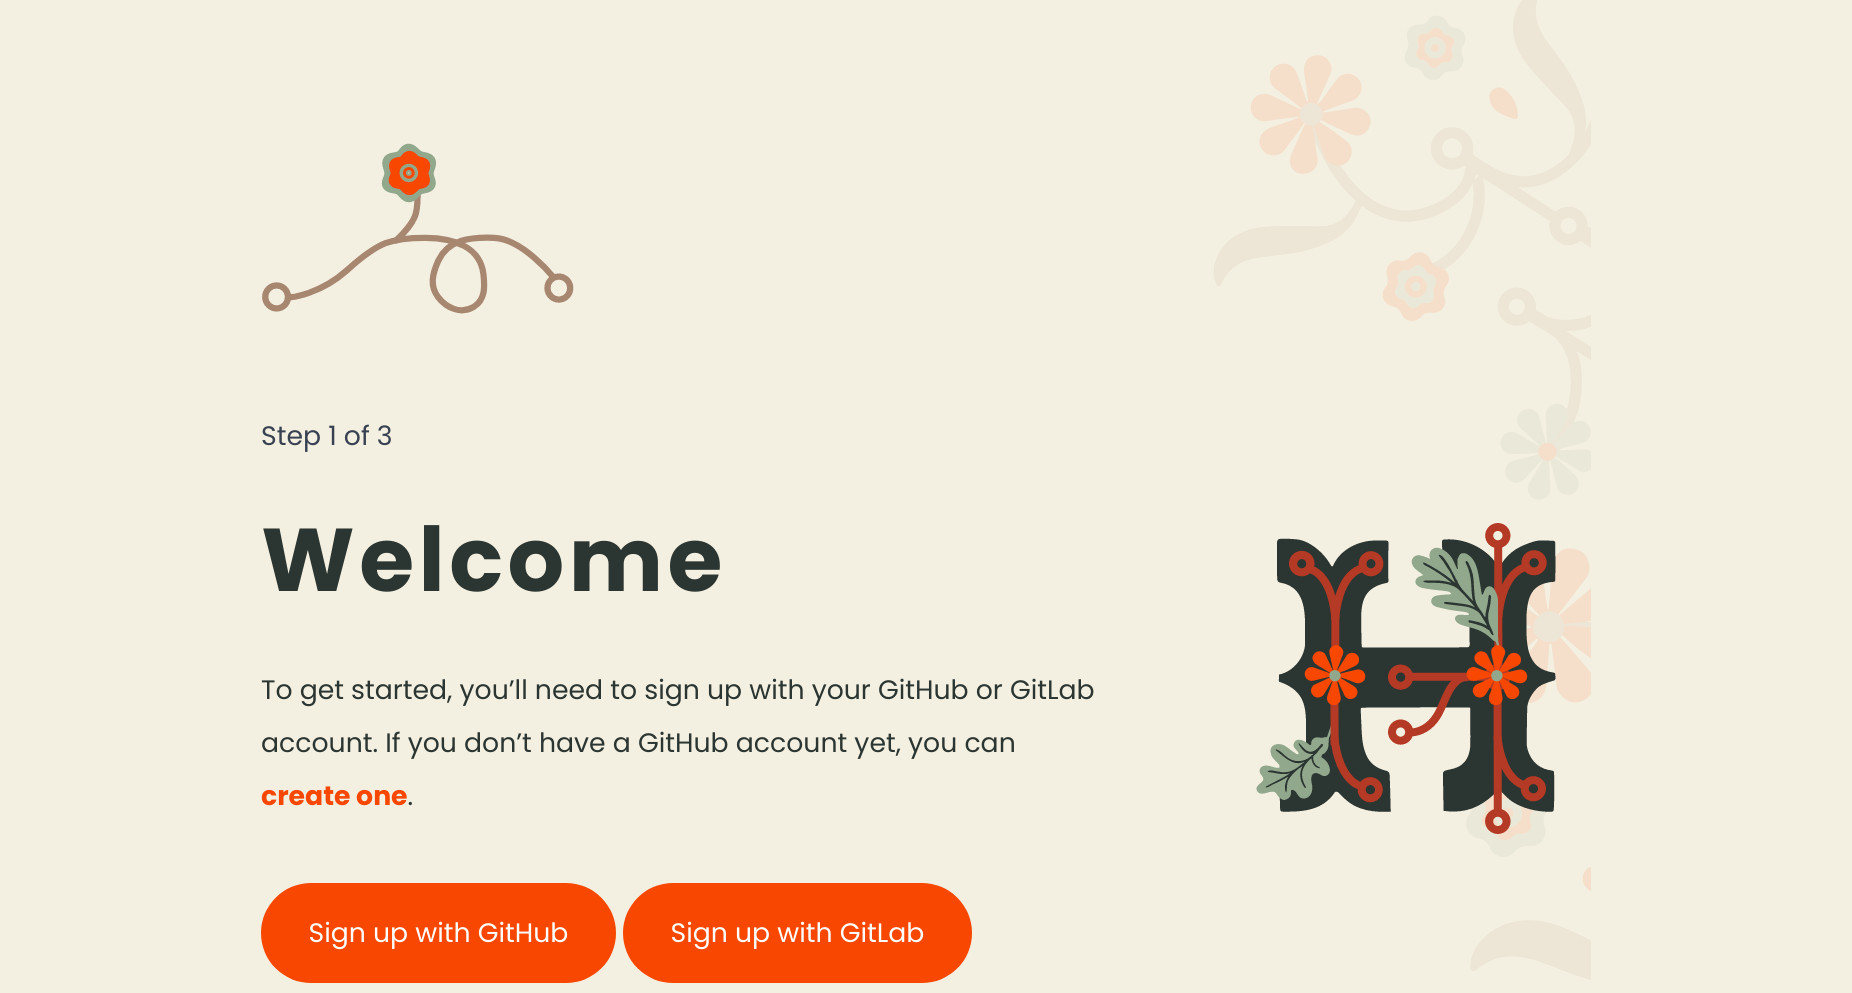 Step 1 of 3
Welcome
To get started, you’ll need to sign up with your GitHub or GitLab
account. If you don’t have a GitHub account yet, you can
create one.
H
Sign up with GitHub
Sign up with GitLab